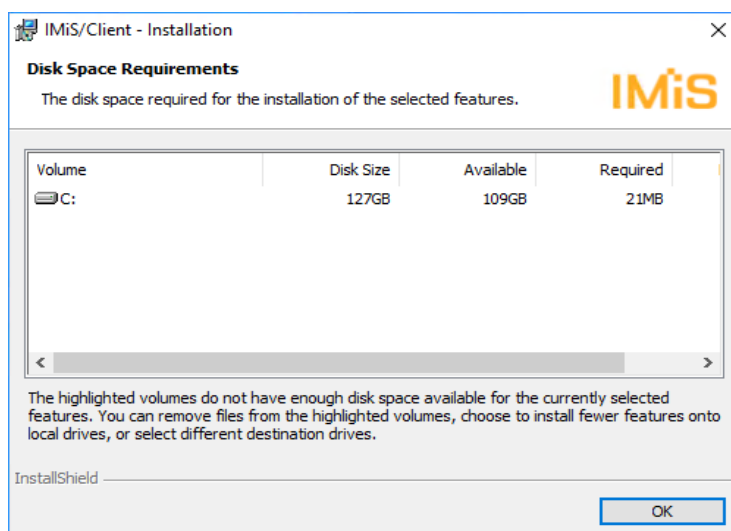 IMiS/Client - Installation
Disk Space Requirements
The disk space required for the installation of the selected features.
IMiS
Volume Disk Size Available Required
C: 127GB 109GB 21MB
The highlighted volumes do not have enough disk space available for the currently selected
features. You can remove files from the highlighted volumes, choose to install fewer features onto
local drives, or select different destination drives.
InstallShield
OK